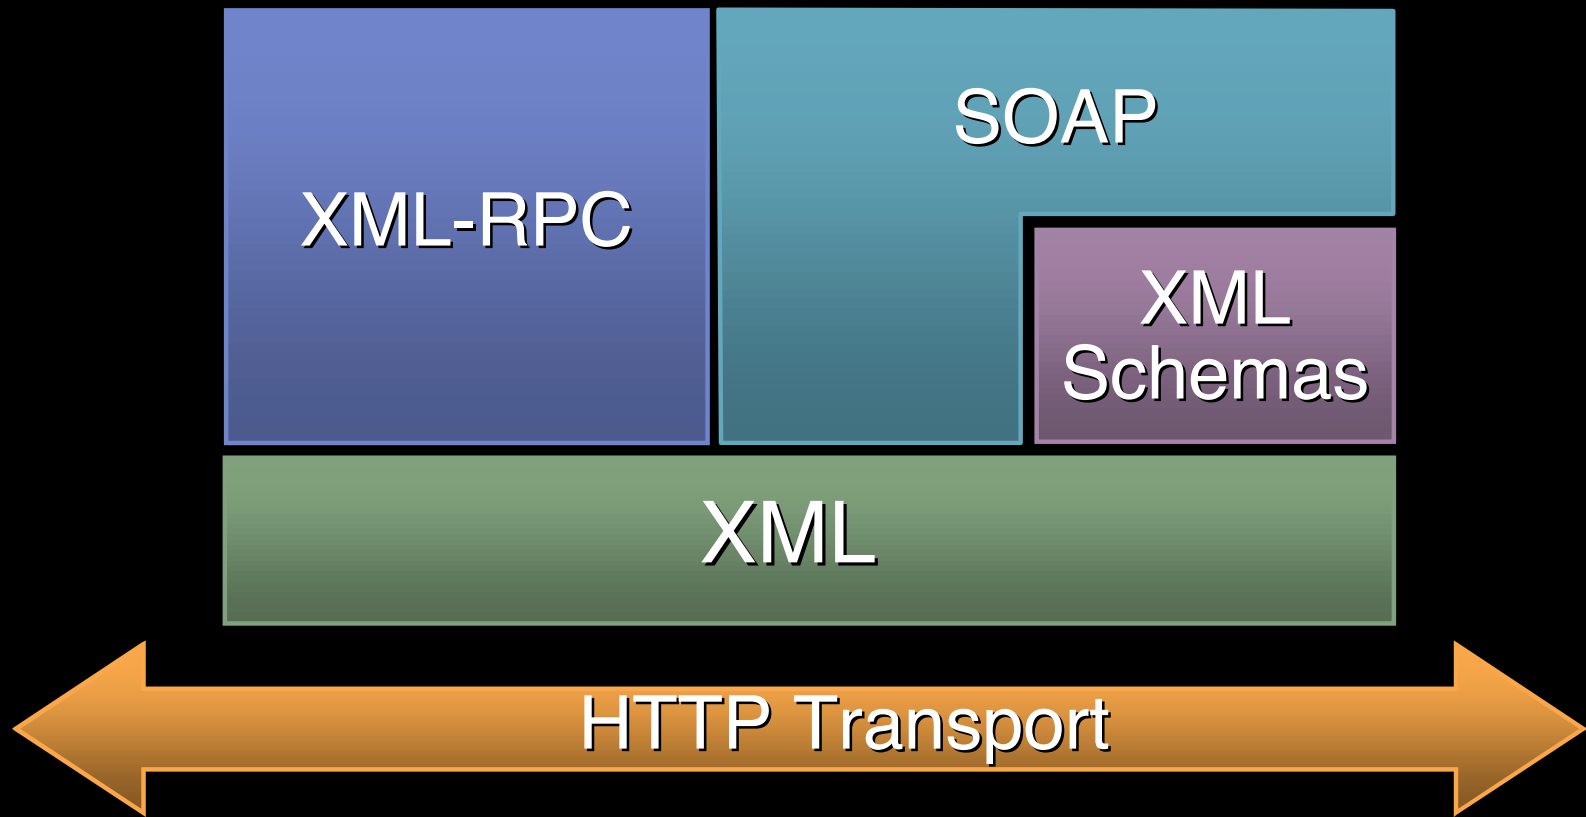 SOAP
XML-RPC
XML
Schemas
XML
HTTP Transport